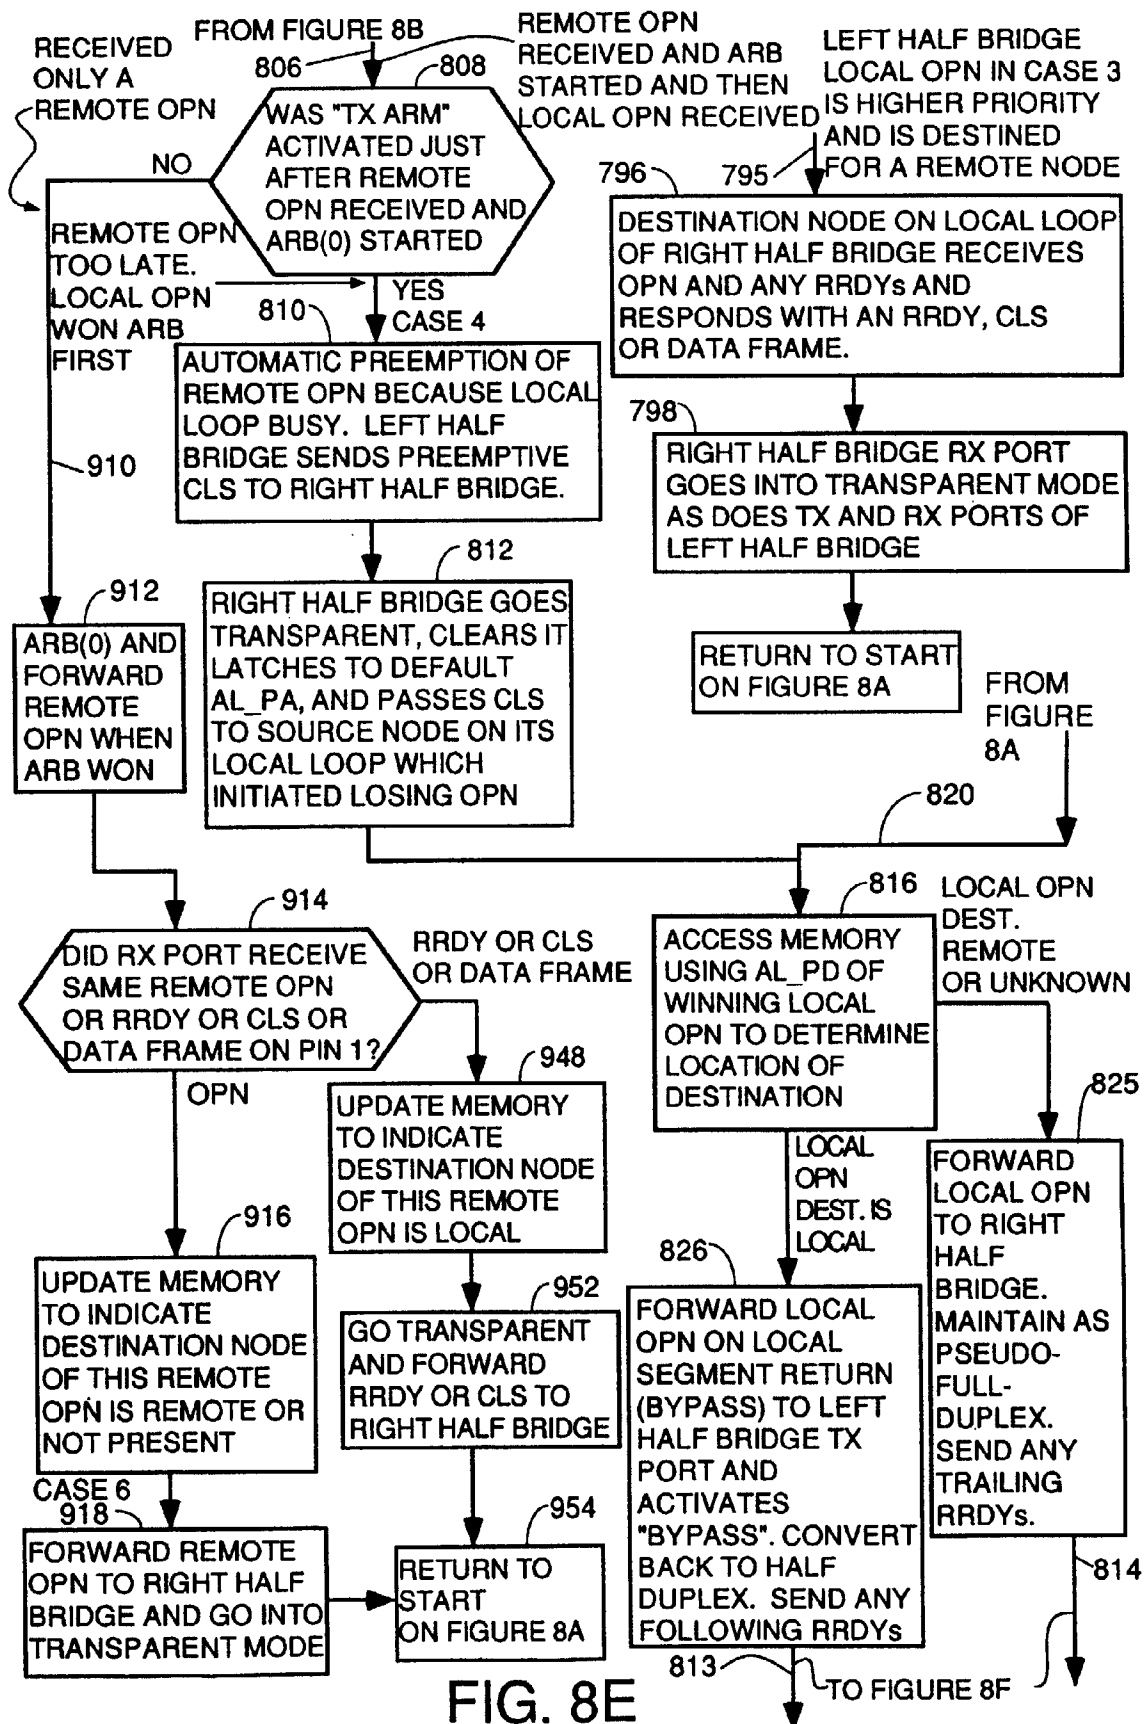 FROM FIGURE 8B
806
RECEIVED
ONLY A
REMOTE OPN
REMOTE OPN
RECEIVED AND ARB
STARTED AND THEN
LOCAL OPN RECEIVED
808
WAS "TX ARM"
ACTIVATED JUST
AFTER REMOTE
OPN RECEIVED AND
ARB(0) STARTED
NO
REMOTE OPN
TOO LATE.
LOCAL OPN
WON ARB
FIRST
YES
CASE 4
910
810
AUTOMATIC PREEMPTION OF
REMOTE OPN BECAUSE LOCAL
LOOP BUSY. LEFT HALF
BRIDGE SENDS PREEMPTIVE
CLS TO RIGHT HALF BRIDGE.
812
RIGHT HALF BRIDGE GOES
TRANSPARENT, CLEARS IT
LATCHES TO DEFAULT
AL_PA, AND PASSES CLS
TO SOURCE NODE ON ITS
LOCAL LOOP WHICH
INITIATED LOSING OPN
LEFT HALF BRIDGE
LOCAL OPN IN CASE 3
IS HIGHER PRIORITY
AND IS DESTINED
FOR A REMOTE NODE
795
796
DESTINATION NODE ON LOCAL LOOP
OF RIGHT HALF BRIDGE RECEIVES
OPN AND ANY RRDYs AND
RESPONDS WITH AN RRDY, CLS
OR DATA FRAME.
798
RIGHT HALF BRIDGE RX PORT
GOES INTO TRANSPARENT MODE
AS DOES TX AND RX PORTS OF
LEFT HALF BRIDGE
RETURN TO START
ON FIGURE 8A
FROM
FIGURE
8A
820
912
ARB(0) AND
FORWARD
REMOTE
OPN WHEN
ARB WON
914
DID RX PORT RECEIVE
SAME REMOTE OPN
OR RRDY OR CLS OR
DATA FRAME ON PIN 1?
RRDY OR CLS
OR DATA FRAME
OPN
948
UPDATE MEMORY
TO INDICATE
DESTINATION NODE
OF THIS REMOTE
OPN IS LOCAL
916
UPDATE MEMORY
TO INDICATE
DESTINATION NODE
OF THIS REMOTE
OPN IS REMOTE OR
NOT PRESENT
952
GO TRANSPARENT
AND FORWARD
RRDY OR CLS TO
RIGHT HALF BRIDGE
CASE 6
918
FORWARD REMOTE
OPN TO RIGHT HALF
BRIDGE AND GO INTO
TRANSPARENT MODE
954
RETURN TO
START
ON FIGURE 8A
816
ACCESS MEMORY
USING AL_PD OF
WINNING LOCAL
OPN TO DETERMINE
LOCATION OF
DESTINATION
LOCAL OPN
DEST.
REMOTE
OR UNKNOWN
LOCAL
OPN
DEST. IS
LOCAL
825
FORWARD
LOCAL OPN
TO RIGHT
HALF
BRIDGE.
MAINTAIN AS
PSEUDO-
FULL-
DUPLEX.
SEND ANY
TRAILING
RRDYs.
826
FORWARD LOCAL
OPN ON LOCAL
SEGMENT RETURN
(BYPASS) TO LEFT
HALF BRIDGE TX
PORT AND
ACTIVATES
"BYPASS". CONVERT
BACK TO HALF
DUPLEX. SEND ANY
FOLLOWING RRDYs
813
814
TO FIGURE 8F
FIG. 8E